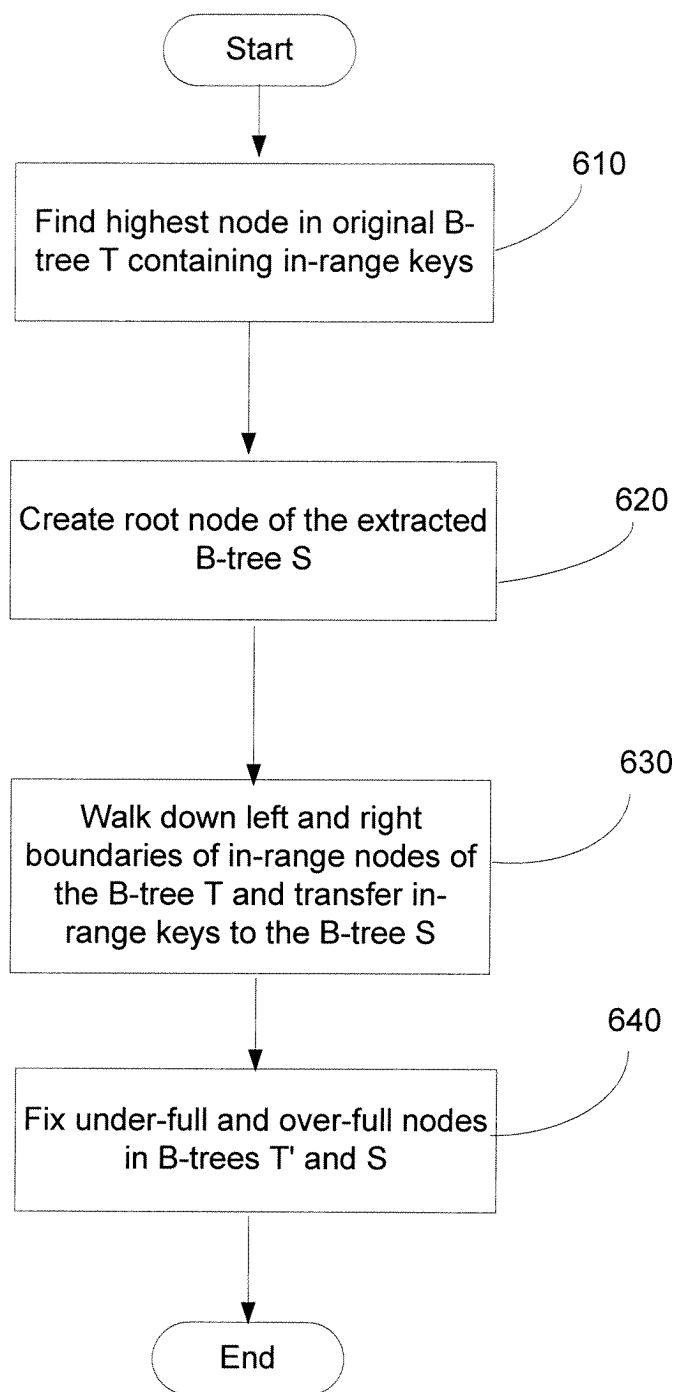 Start
610
Find highest node in original B-
tree T containing in-range keys
620
Create root node of the extracted
B-tree S
630
Walk down left and right
boundaries of in-range nodes of
the B-tree T and transfer in-
range keys to the B-tree S
640
Fix under-full and over-full nodes
in B-trees T' and S
End